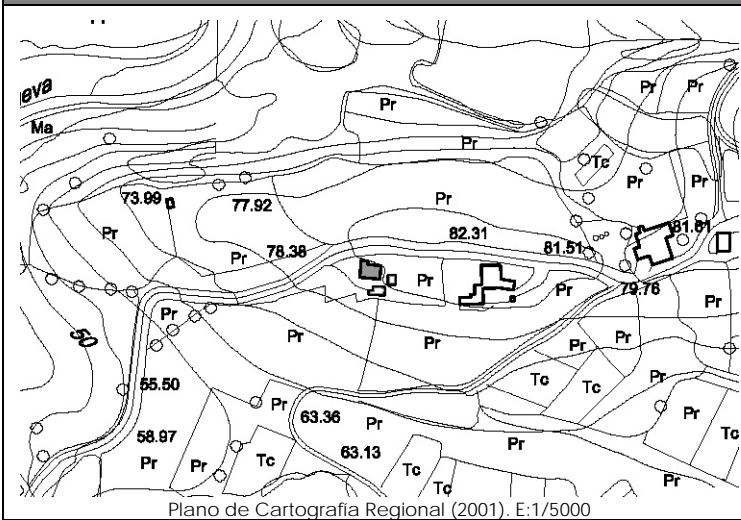 Pr Pr
eva
Pr
Ma
Pr
Tc
Pr
73.99
77.92
Pr
82.31
81.61
Pr
Pr
78.38
81.51
Pr
Pr
79.76
Pr
Pr
Pr
Pr
Pr
50
Tc
Tc
Pr
55.50
Pr
63.36
Pr
Pr
Tc
58.97
63.13
Pr
Pr
Pr
Tc
Tc
Pr
Tc
Plano de Cartografía Regional (2001). E:1/5000